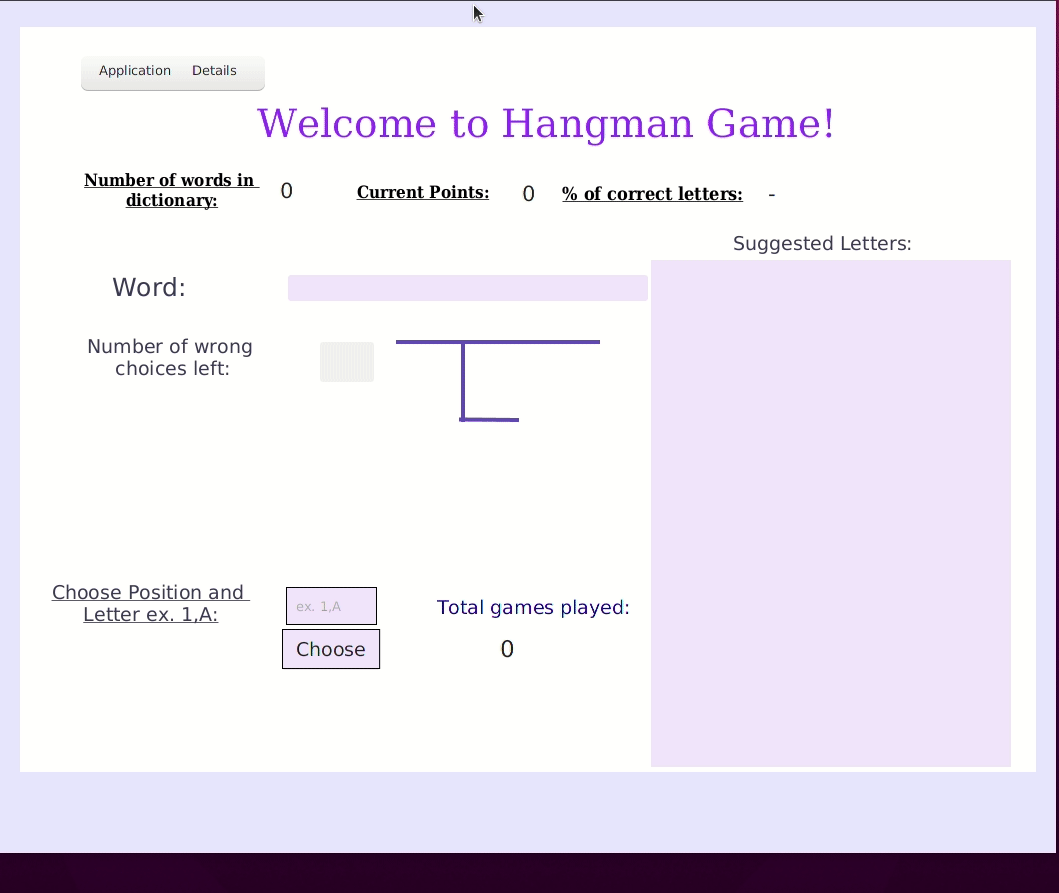 Application Details
Welcome to Hangman Game!
Number of words in
dictionary:
0
Current Points:
0
% of correct letters:
-
Suggested Letters:
Word:
Number of wrong
choices left:
Choose Position and
Letter ex. 1,A:
ex. 1,A
Choose
Total games played:
0